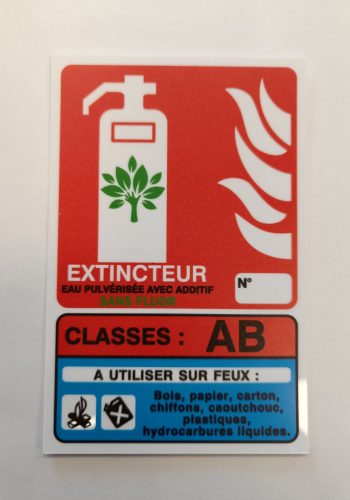 EXTINCTEUR
EAU PULVÉRISÉE AVEC ADDITIF
SANS FLUOR
N°
CLASSES : AB
A UTILISER SUR FEUX :
Bois, papier, carton,
chiffons, caoutchouc,
plastiques,
hydrocarbures liquides.